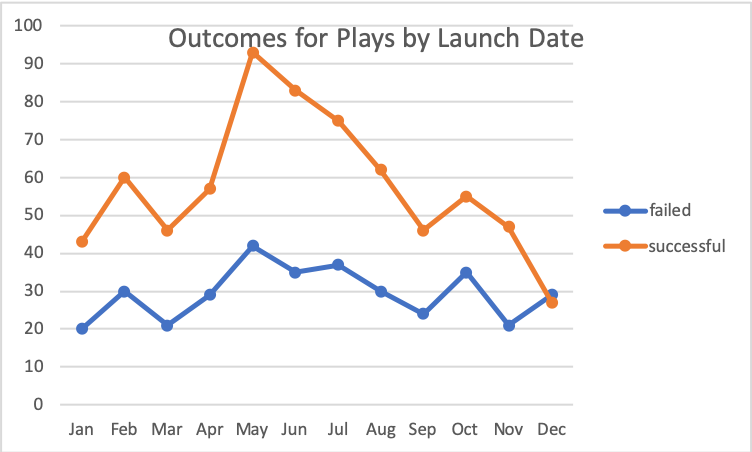 Outcomes for Plays by Launch Date
100
90
80
70
60
50
40
30
20
10
0
Jan Feb Mar Apr May Jun Jul Aug Sep Oct Nov Dec
failed
successful